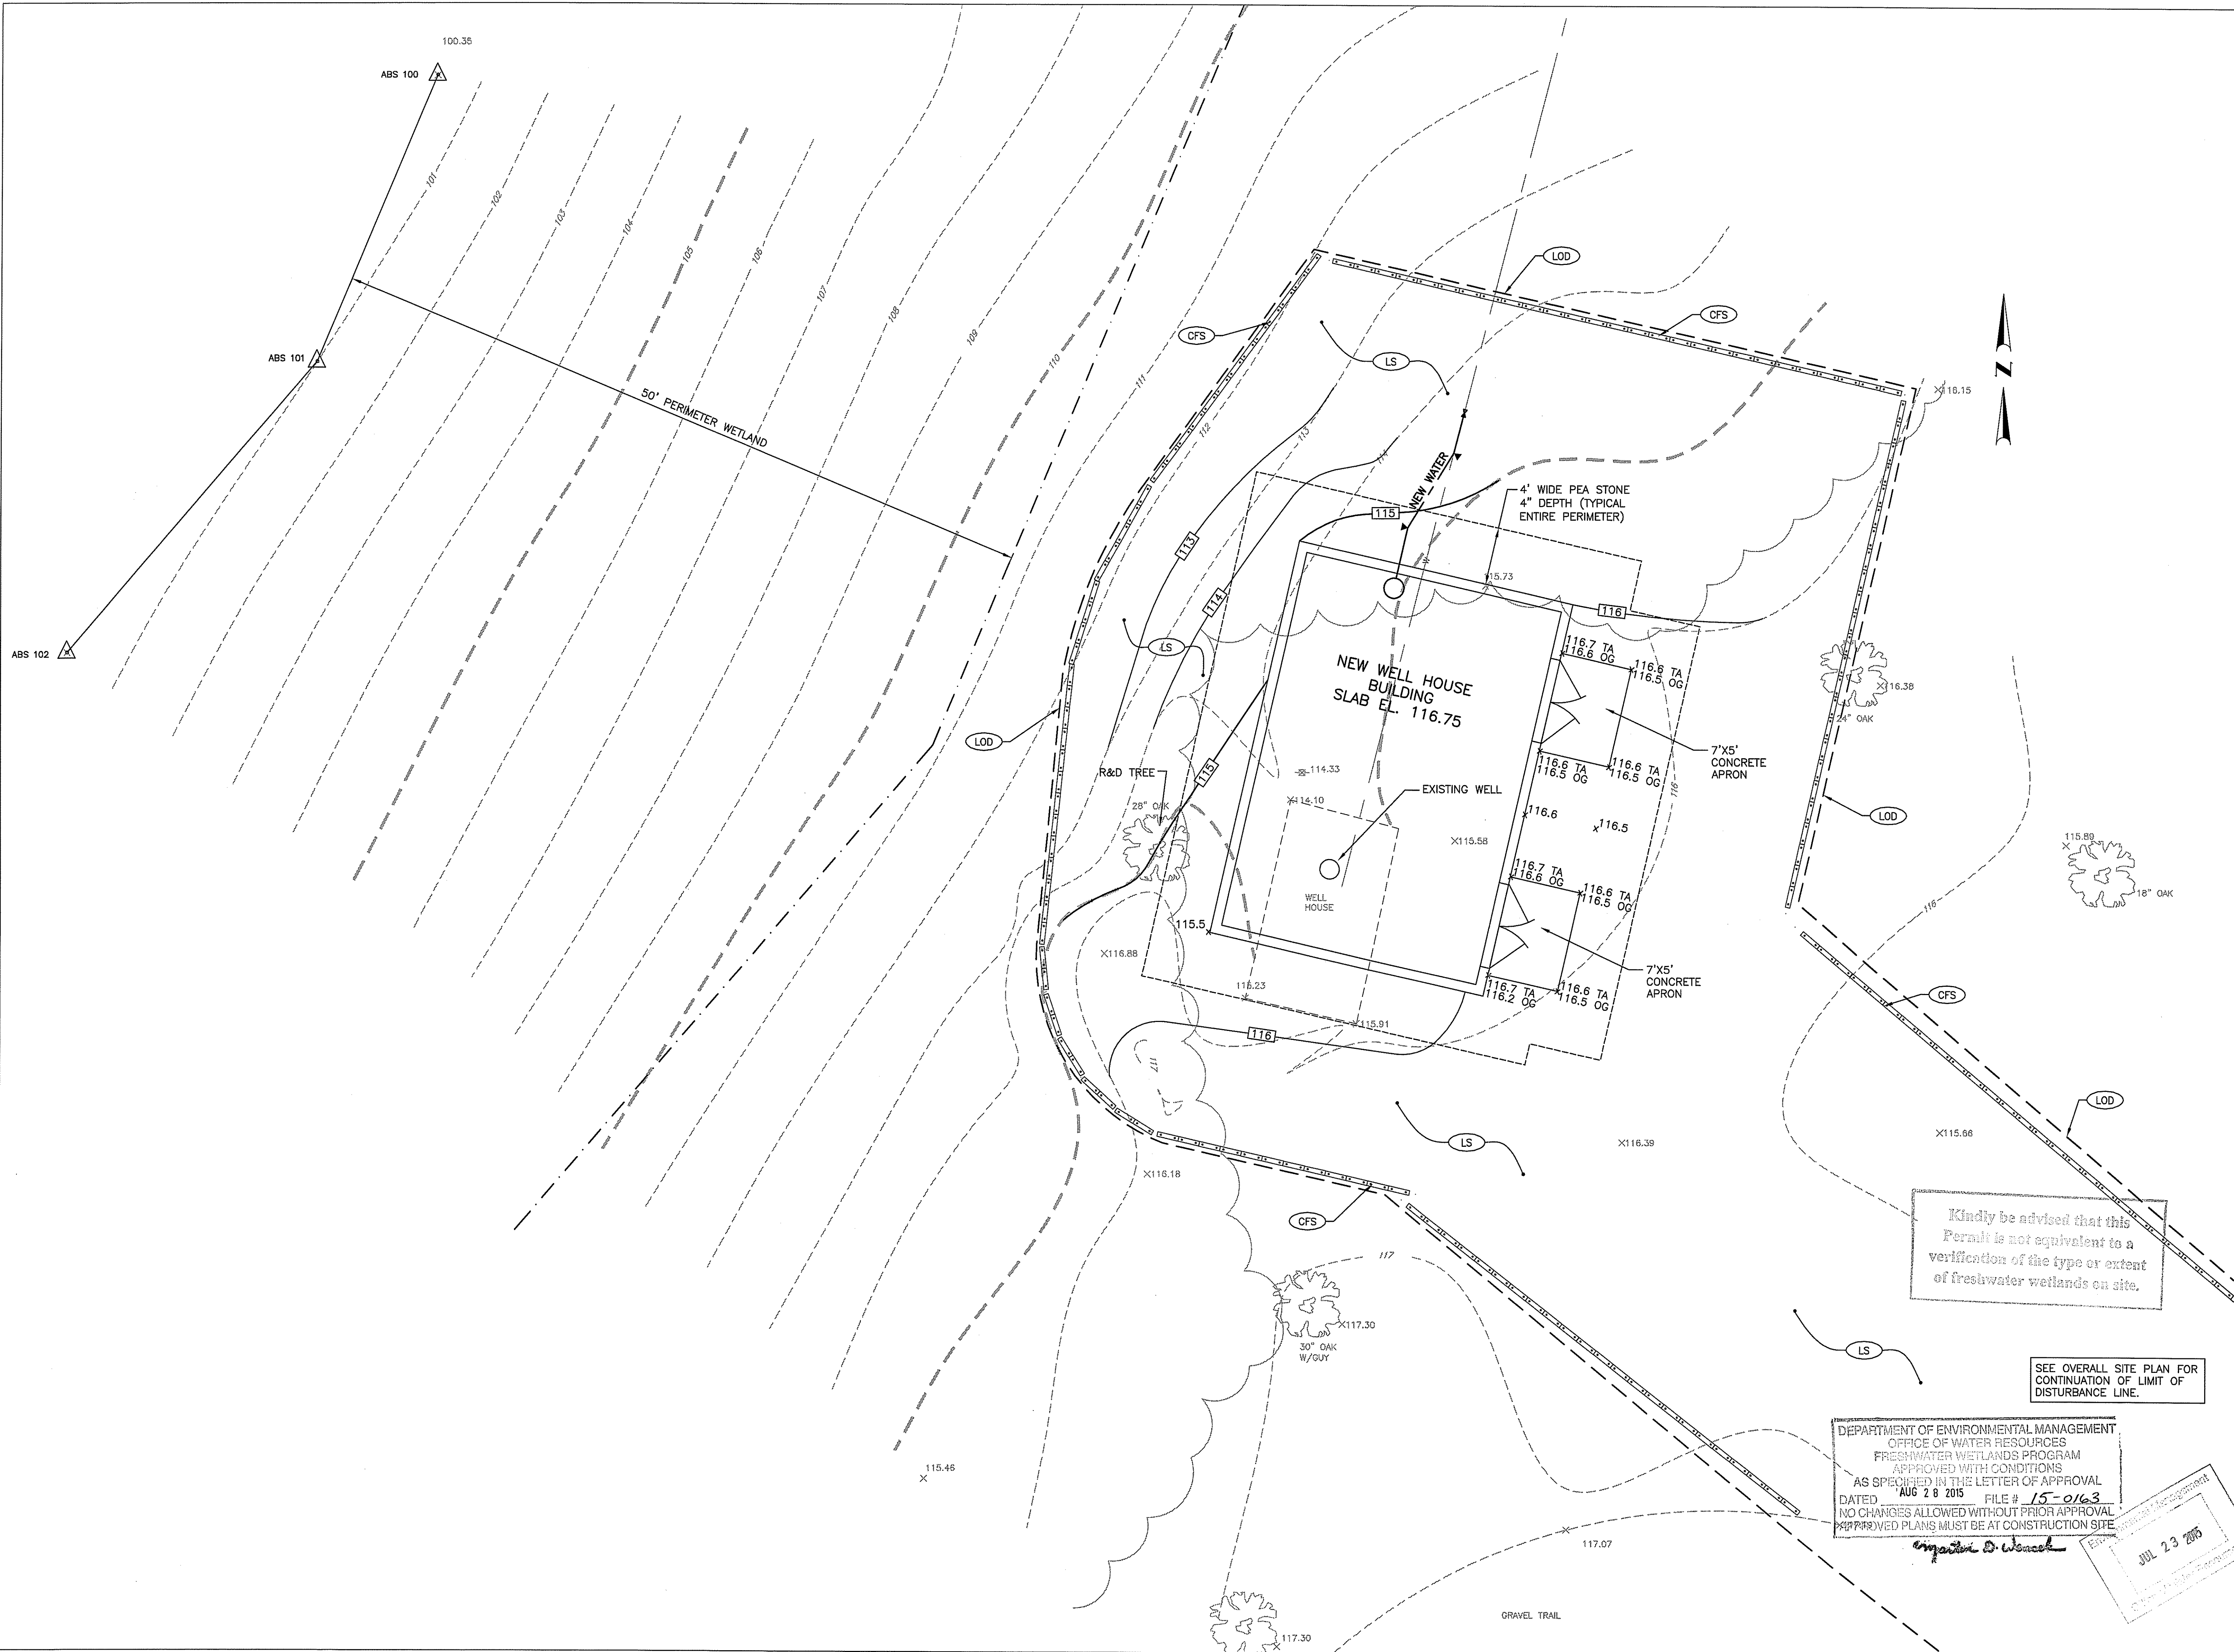 100.35
ABS 100
ABS 101
ABS 102
101
102
103
104
105
106
107
108
109
110
111
112
113
114
50' PERIMETER WETLAND
LOD
CFS
CFS
LS
N
116.15
NEW WATER
4' WIDE PEA STONE
4" DEPTH (TYPICAL
ENTIRE PERIMETER)
115
113
114
W
15.73
116
LS
NEW WELL HOUSE
BUILDING
SLAB EL. 116.75
116.7 TA
116.6 OG
116.6 TA
116.5 OG
116.38
24" OAK
LOD
7'X5'
CONCRETE
APRON
116.6 TA
116.5 OG
116.6 TA
116.5 OG
116
R&D TREE
115
114.33
114.10
EXISTING WELL
28" OAK
116.6
116.5
115.58
LOD
115.89
18" OAK
116.7 TA
116.6 OG
116.6 TA
116.5 OG
WELL
HOUSE
116
115.5
116.88
7'X5'
CONCRETE
APRON
116.7 TA
116.2 OG
116.6 TA
116.5 OG
CFS
115.91
116
117
LOD
LS
116.39
115.66
116.18
CFS
117
117.30
30" OAK
W/GUY
Kindly be advised that this
Permit is not equivalent to a
verification of the type or extent
of freshwater wetlands on site.
LS
SEE OVERALL SITE PLAN FOR
CONTINUATION OF LIMIT OF
DISTURBANCE LINE.
DEPARTMENT OF ENVIRONMENTAL MANAGEMENT
OFFICE OF WATER RESOURCES
FRESHWATER WETLANDS PROGRAM
APPROVED WITH CONDITIONS
AS SPECIFIED IN THE LETTER OF APPROVAL
DATED AUG 28 2015 FILE # 15-0163
NO CHANGES ALLOWED WITHOUT PRIOR APPROVAL
APPROVED PLANS MUST BE AT CONSTRUCTION SITE
Management
JUL 23 2015
115.46
117.07
GRAVEL TRAIL
117.30